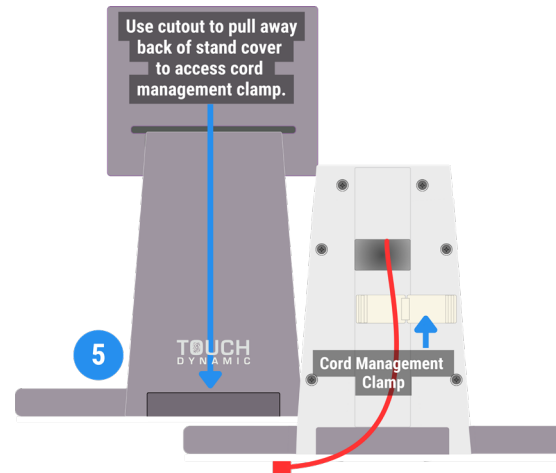 Use cutout to pull away
back of stand cover
to access cord
management clamp.
5
TOUCH
DYNAMIC
Cord Management
Clamp